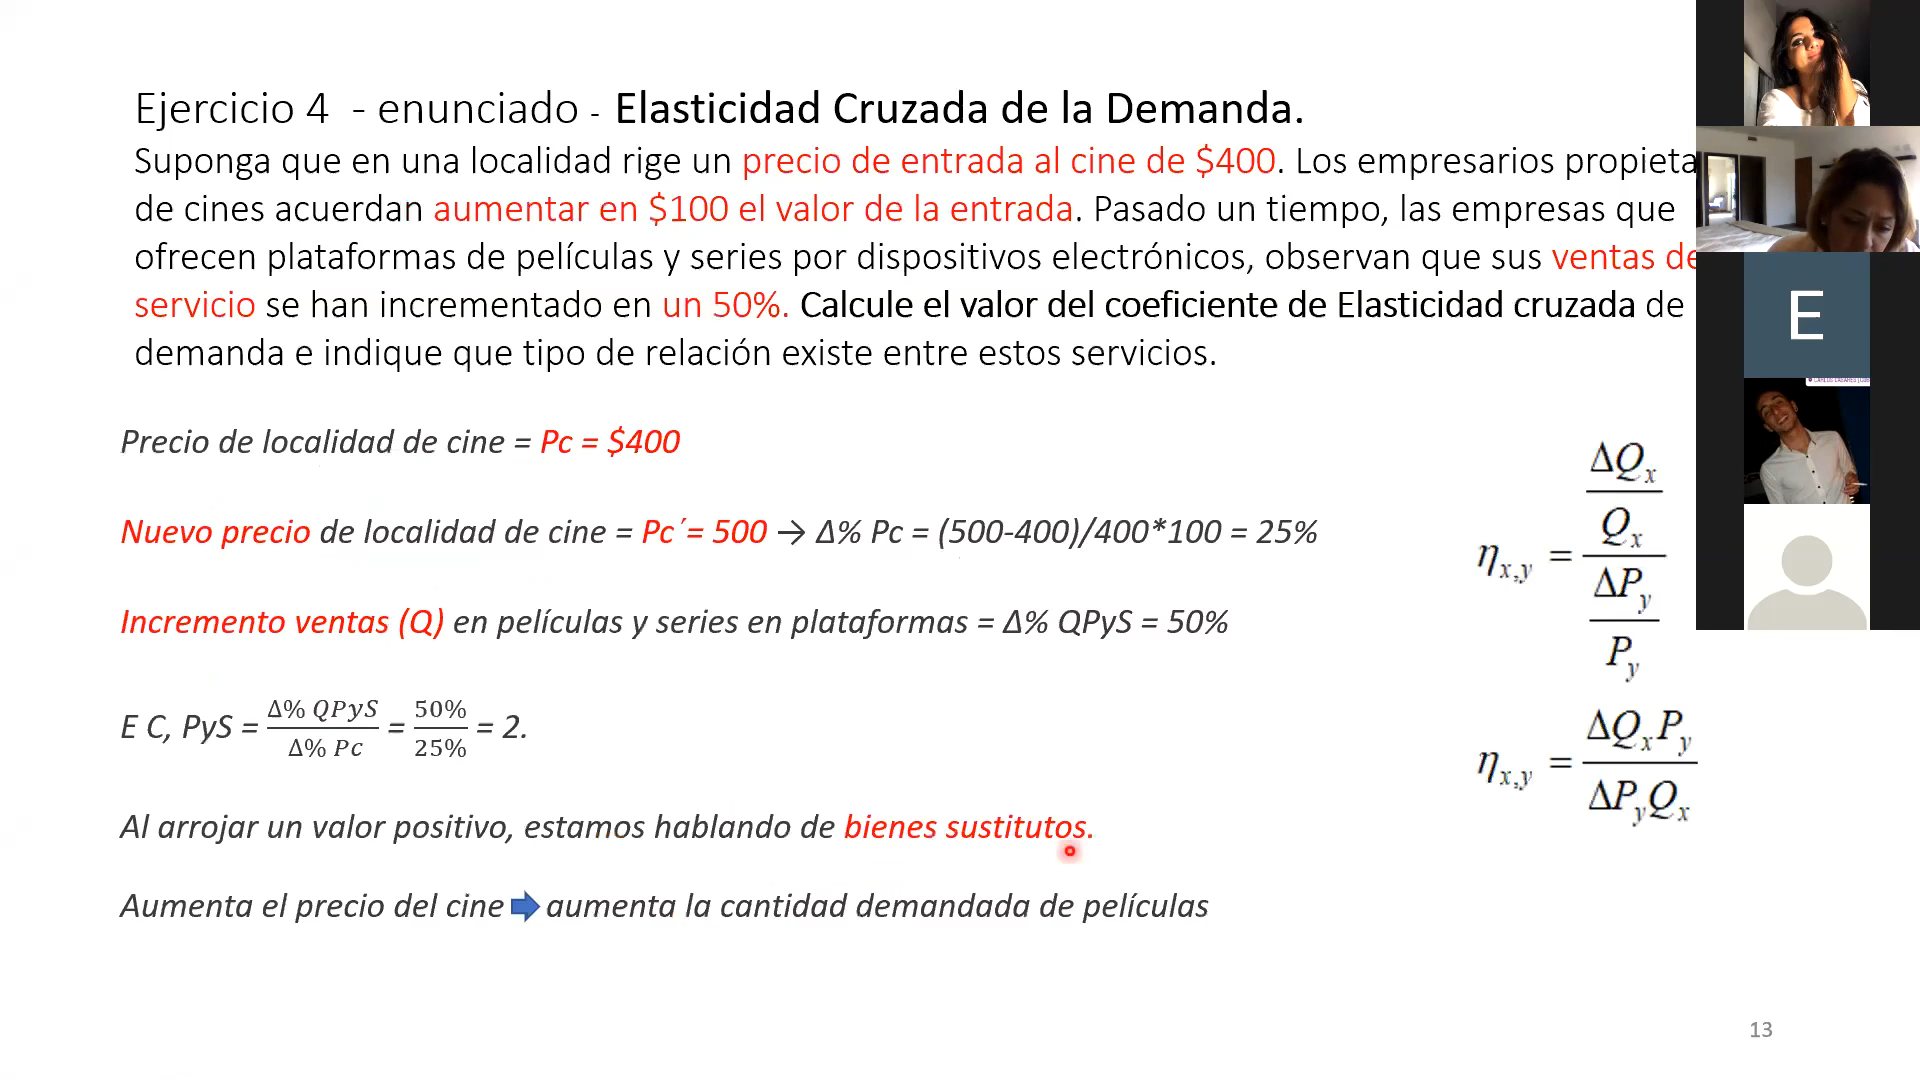 Ejercicio 4 - enunciado - Elasticidad Cruzada de la Demanda.
Suponga que en una localidad rige un precio de entrada al cine de $400. Los empresarios propieta
de cines acuerdan aumentar en $100 el valor de la entrada. Pasado un tiempo, las empresas que
ofrecen plataformas de películas y series por dispositivos electrónicos, observan que sus ventas de
servicio se han incrementado en un 50%. Calcule el valor del coeficiente de Elasticidad cruzada de
demanda e indique que tipo de relación existe entre estos servicios.
Precio de localidad de cine = Pc = $400
Nuevo precio de localidad de cine = Pc´= 500 → Δ% Pc = (500-400)/400*100 = 25%
Incremento ventas (Q) en películas y series en plataformas = Δ% QPyS = 50%
E C, PyS = Δ% QPyS / Δ% Pc = 50% / 25% = 2.
Al arrojar un valor positivo, estamos hablando de bienes sustitutos.
Aumenta el precio del cine aumenta la cantidad demandada de películas
η x,y = ΔQx / Qx / ΔPy / Py
η x,y = ΔQxPy / ΔPyQx
E
13